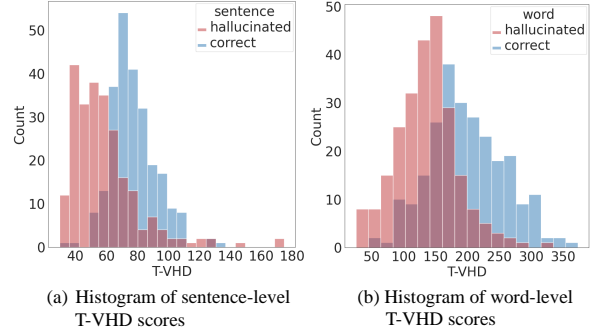 sentence
hallucinated
correct
50
40
30
20
10
0
Count
40 60 80 100 120 140 160 180
T-VHD
(a) Histogram of sentence-level
T-VHD scores
word
hallucinated
correct
50
40
30
20
10
0
Count
50 100 150 200 250 300 350
T-VHD
(b) Histogram of word-level
T-VHD scores